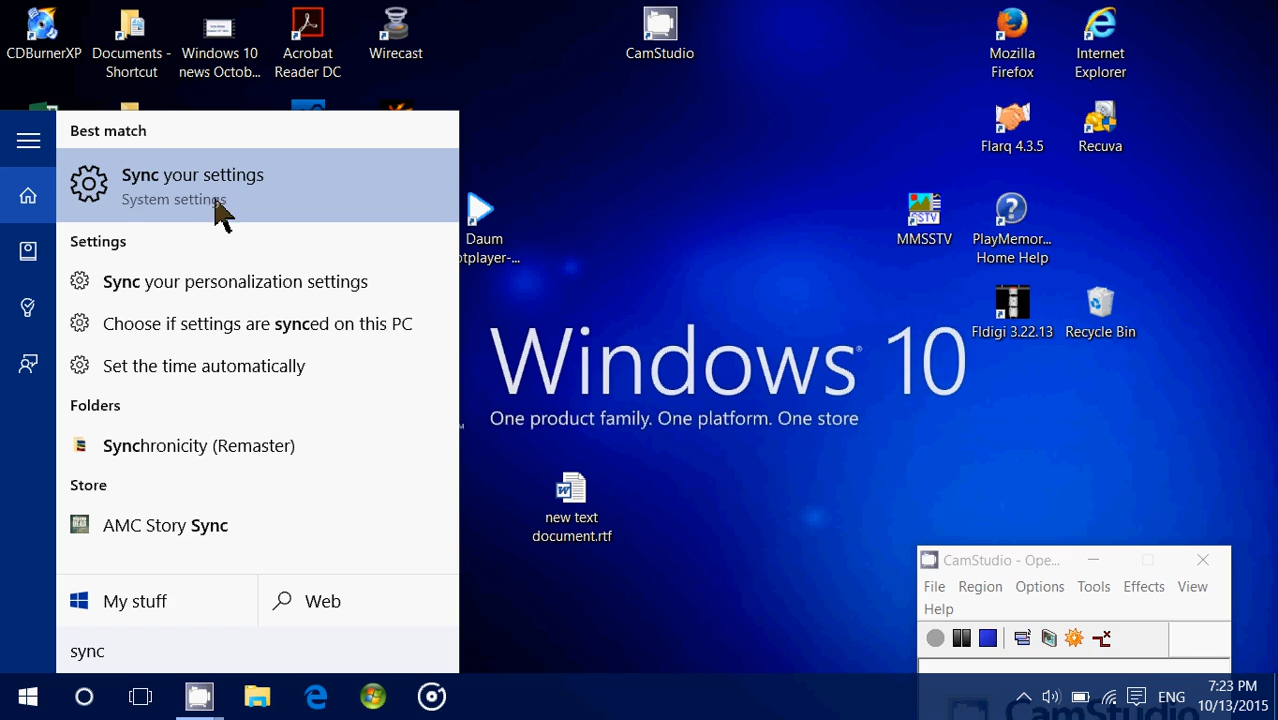 CDBurnerXP
Documents -
Shortcut
Windows 10
news Octob...
Acrobat
Reader DC
Wirecast
CamStudio
Mozilla
Firefox
Internet
Explorer
Flarq 4.3.5
Recuva
SSTV
MMSSTV
PlayMemor...
Home Help
Fldigi 3.22.13
Recycle Bin
Daum
otplayer-...
Best match
Sync your settings
System settings
Settings
Sync your personalization settings
Choose if settings are synced on this PC
Set the time automatically
Folders
Synchronicity (Remaster)
Store
AMC Story Sync
My stuff
Web
sync
Windows® 10
One product family. One platform. One store
new text
document.rtf
CamStudio - Ope...
File Region Options Tools Effects View
Help
CamStudio
ENG
7:23 PM
10/13/2015